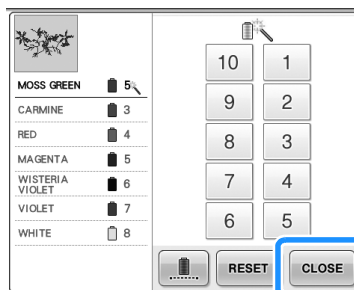 MOSS GREEN 5
CARMINE 3
RED 4
MAGENTA 5
WISTERIA
VIOLET 6
VIOLET 7
WHITE 8
10 1
9 2
8 3
7 4
6 5
RESET CLOSE